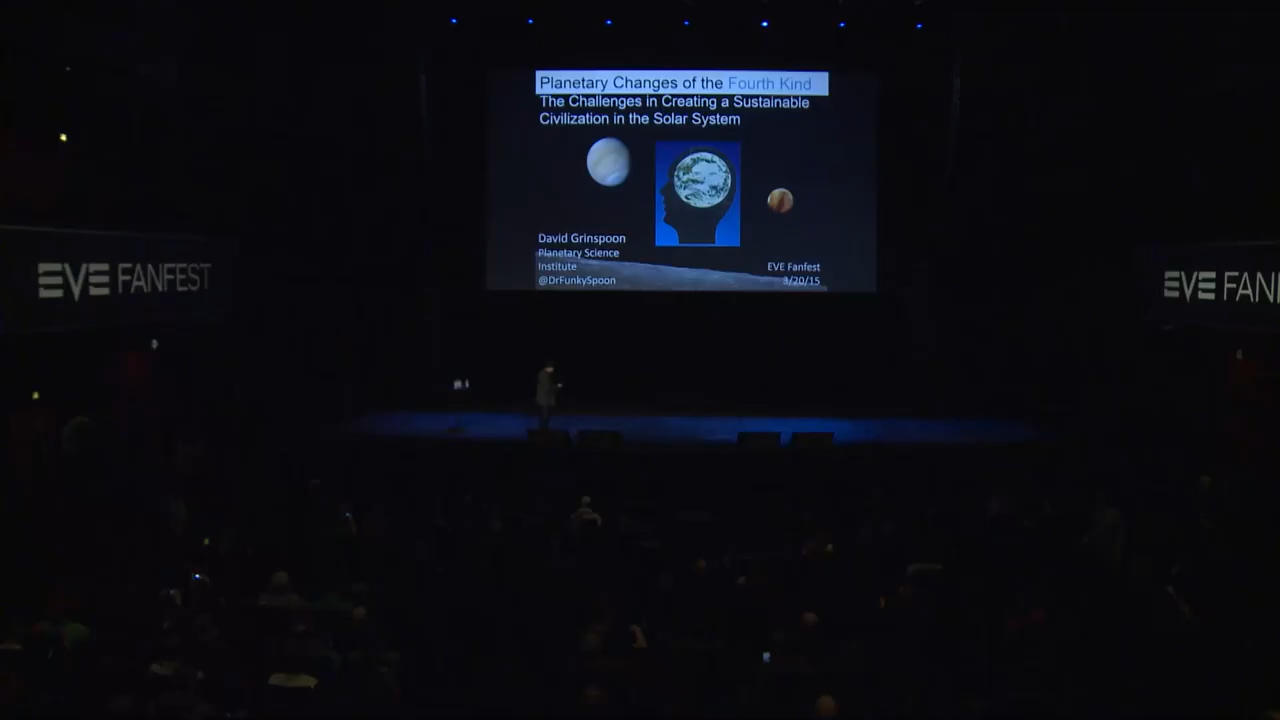 Planetary Changes of the Fourth Kind
The Challenges in Creating a Sustainable
Civilization in the Solar System
David Grinspoon
Planetary Science
Institute
@DrFunkySpoon
EVE Fanfest
3/20/15
EVE FANFEST
EVE FANF